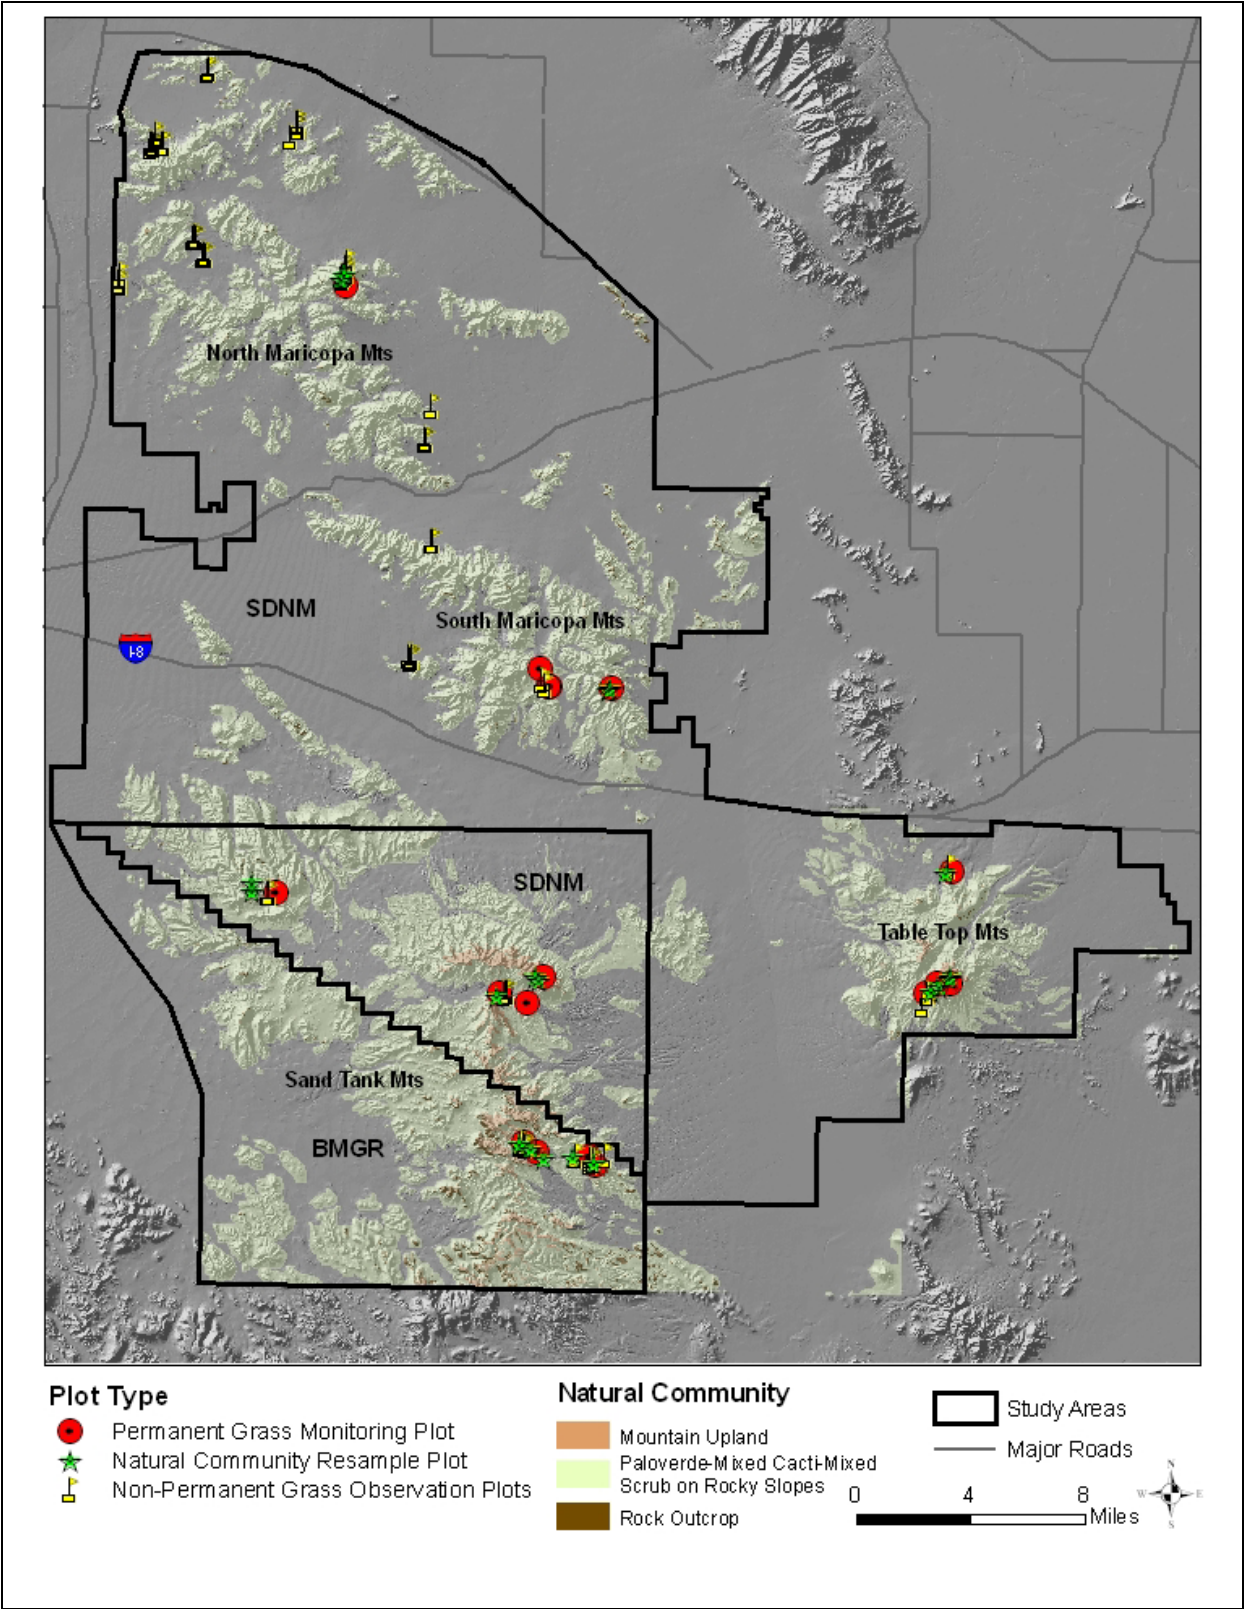 North Maricopa Mts
SDNM
South Maricopa Mts
8-I
SDNM
Table Top Mts
Sand Tank Mts
BMGR
Plot Type
Permanent Grass Monitoring Plot
Natural Community Resample Plot
Non-Permanent Grass Observation Plots
Natural Community
Mountain Upland
Paloverde-Mixed Cacti-Mixed
Scrub on Rocky Slopes
Rock Outcrop
Study Areas
Major Roads
0 4 8
Miles
N
W E
S